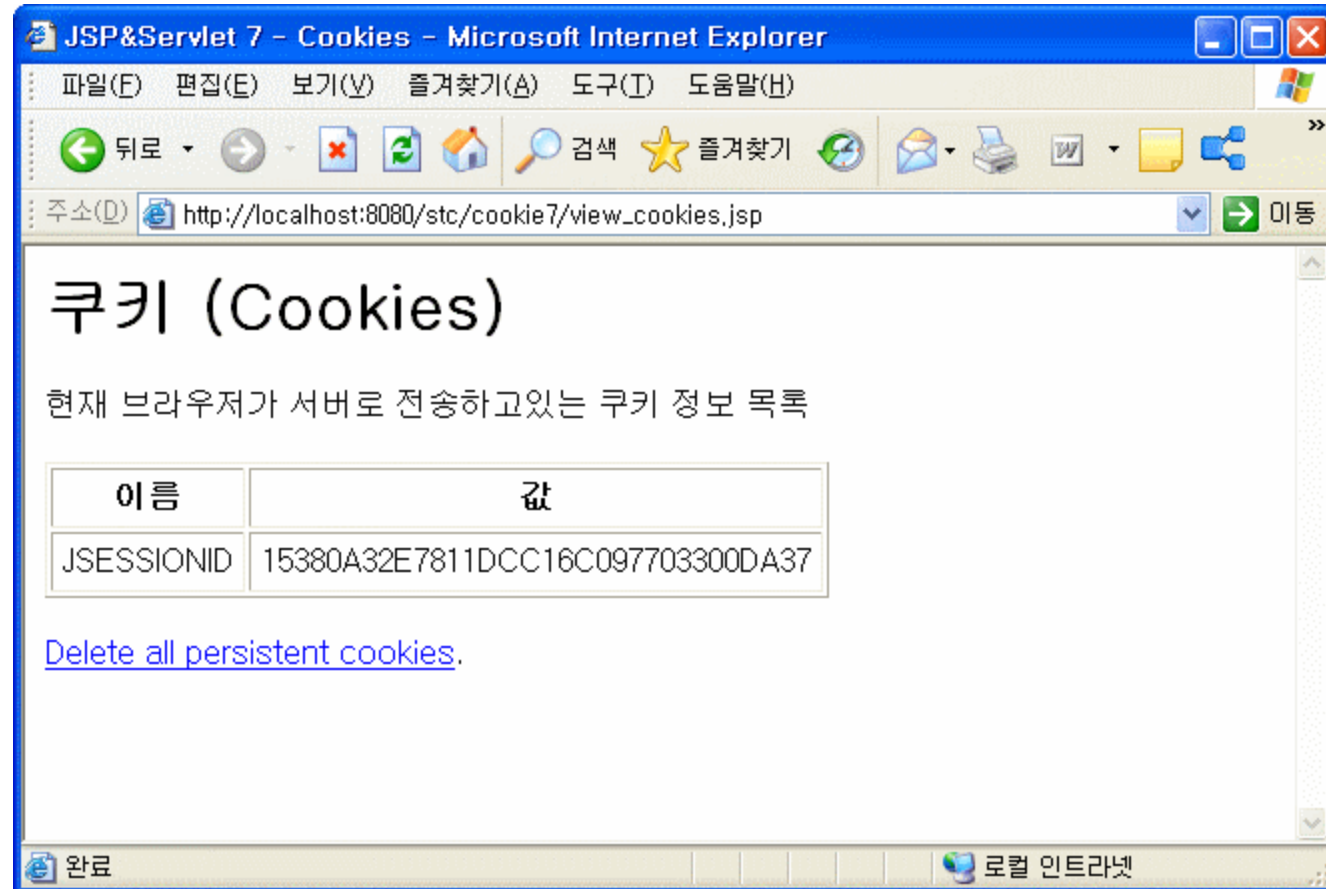 JSP&Servlet 7 - Cookies - Microsoft Internet Explorer
파일(F) 편집(E) 보기(V) 즐겨찾기(A) 도구(T) 도움말(H)
뒤로 검색 즐겨찾기 W »
주소(D) http://localhost:8080/stc/cookie7/view_cookies.jsp 이동
쿠키 (Cookies)
현재 브라우저가 서버로 전송하고있는 쿠키 정보 목록
이름 값
JSESSIONID 15380A32E7811DCC16C097703300DA37
Delete all persistent cookies.
완료 로컬 인트라넷